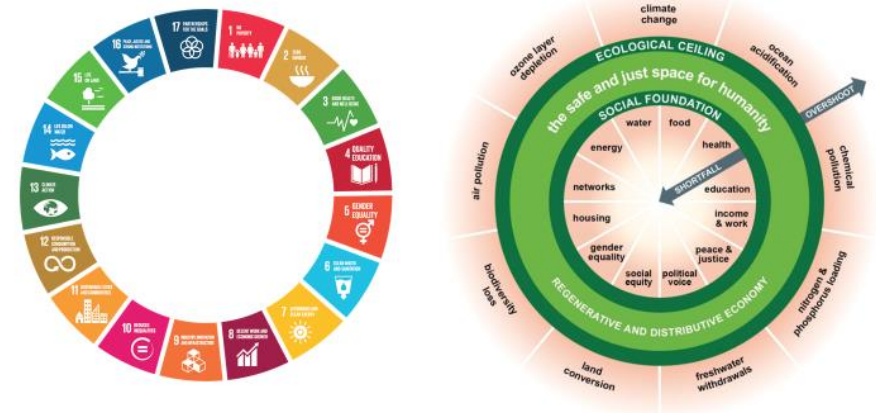 1 NO
POVERTY
2 ZERO
HUNGER
3 GOOD HEALTH
AND WELL-BEING
4 QUALITY
EDUCATION
5 GENDER
EQUALITY
6 CLEAN WATER
AND SANITATION
7 AFFORDABLE AND
CLEAN ENERGY
8 DECENT WORK AND
ECONOMIC GROWTH
9 INDUSTRY, INNOVATION
AND INFRASTRUCTURE
10 REDUCED
INEQUALITIES
11 SUSTAINABLE CITIES
AND COMMUNITIES
12 RESPONSIBLE
CONSUMPTION
AND PRODUCTION
13 CLIMATE
ACTION
14 LIFE BELOW
WATER
15 LIFE
ON LAND
16 PEACE, JUSTICE AND
STRONG INSTITUTIONS
17 PARTNERSHIPS
FOR THE GOALS
climate
change
ocean
acidification
chemical
pollution
nitrogen &
phosphorus loading
freshwater
withdrawals
land
conversion
biodiversity
loss
air pollution
ozone layer
depletion
ECOLOGICAL CEILING
the safe and just space for humanity
SOCIAL FOUNDATION
OVERSHOOT
SHORTFALL
water
food
health
education
income
& work
peace &
justice
political
voice
social
equity
gender
equality
housing
networks
energy
REGENERATIVE AND DISTRIBUTIVE ECONOMY